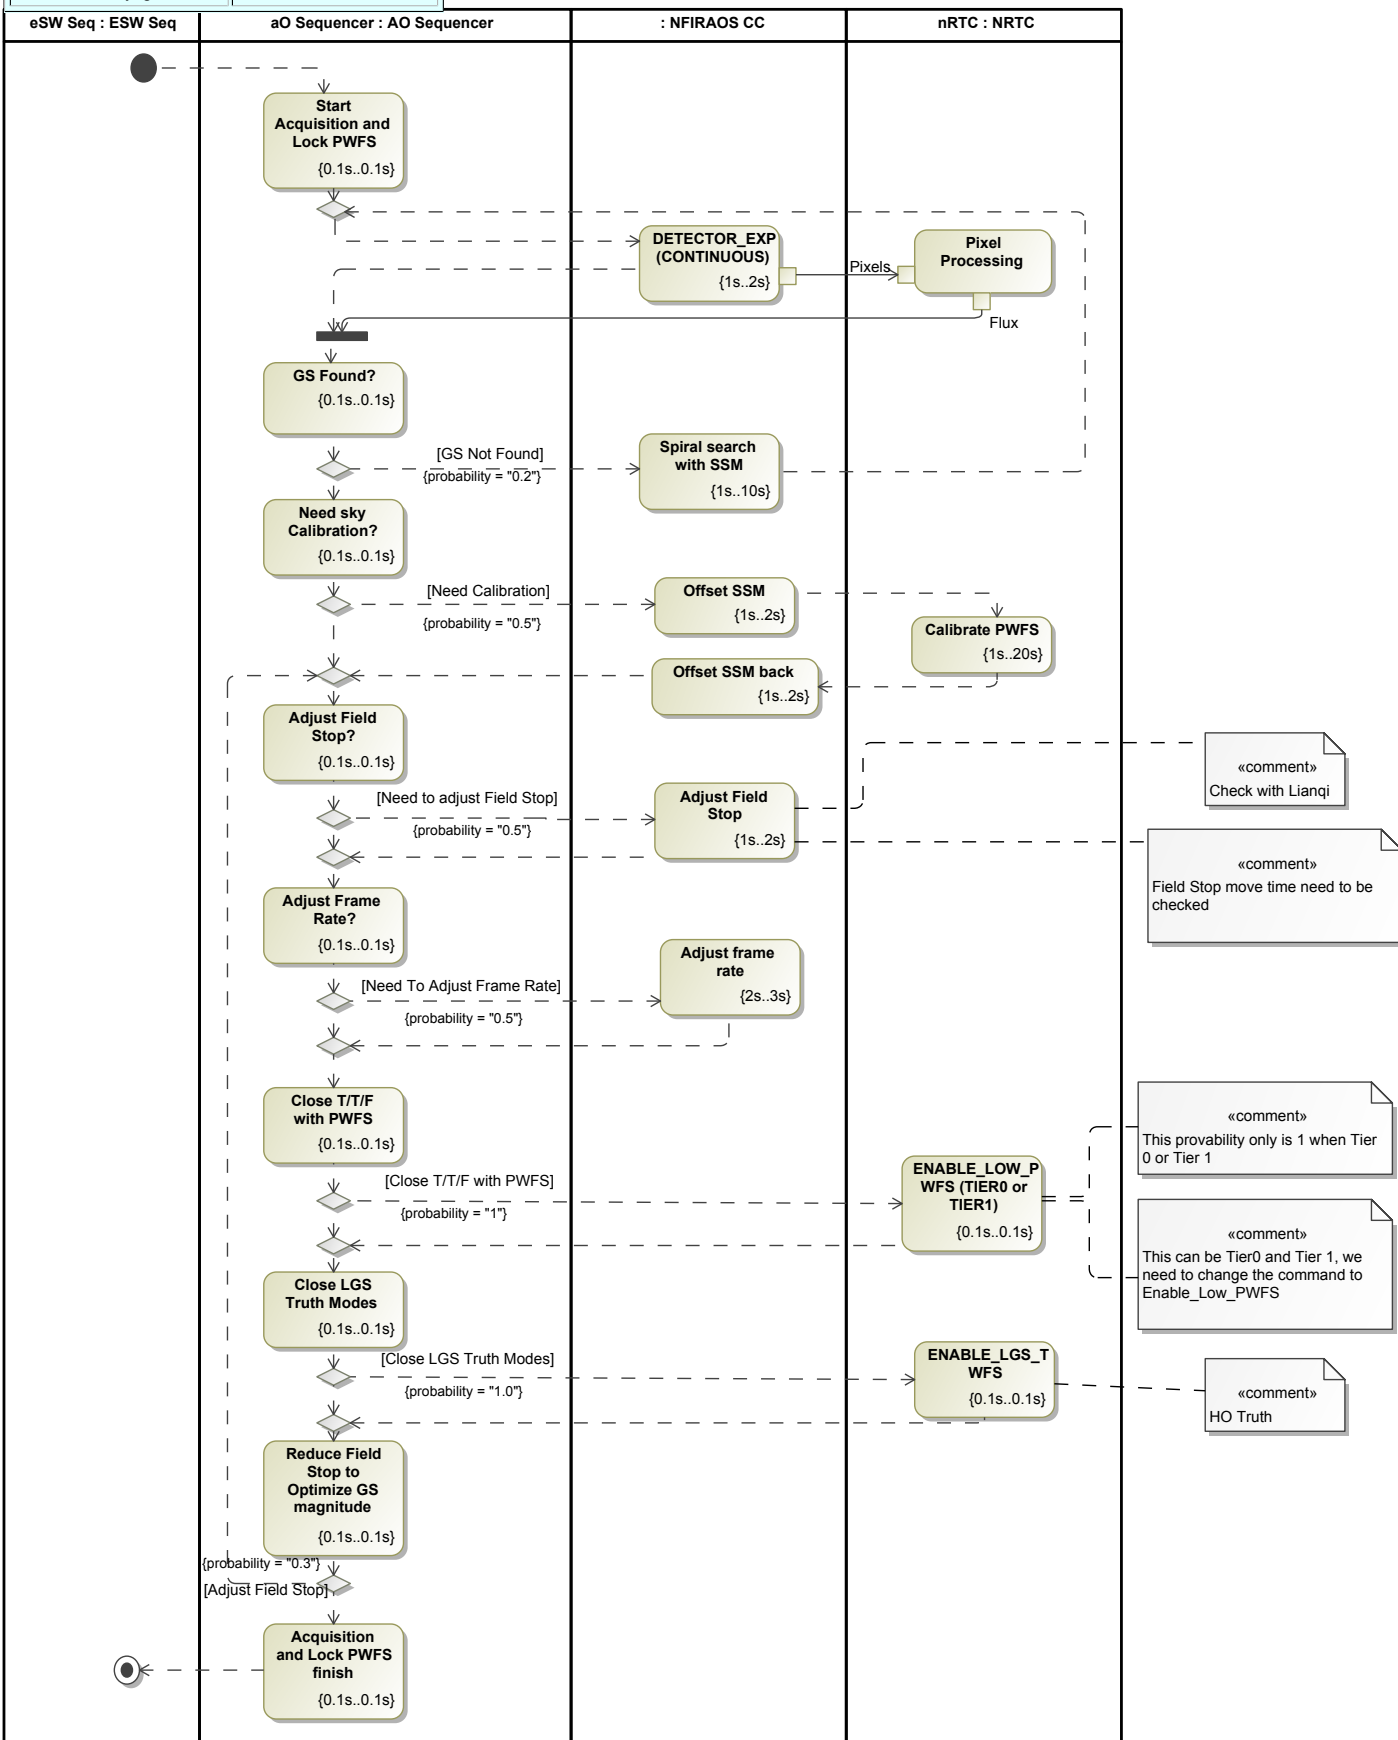 eSW Seq : ESW Seq
aO Sequencer : AO Sequencer
: NFIRAOS CC
nRTC : NRTC
Start
Acquisition and
Lock PWFS
{0.1s..0.1s}
DETECTOR_EXP
(CONTINUOUS)
{1s..2s}
Pixels
Pixel
Processing
Flux
GS Found?
{0.1s..0.1s}
[GS Not Found]
{probability = "0.2"}
Spiral search
with SSM
{1s..10s}
Need sky
Calibration?
{0.1s..0.1s}
[Need Calibration]
{probability = "0.5"}
Offset SSM
{1s..2s}
Calibrate PWFS
{1s..20s}
Offset SSM back
{1s..2s}
Adjust Field
Stop?
{0.1s..0.1s}
[Need to adjust Field Stop]
{probability = "0.5"}
Adjust Field
Stop
{1s..2s}
«comment»
Check with Lianqi
«comment»
Field Stop move time need to be
checked
Adjust Frame
Rate?
{0.1s..0.1s}
[Need To Adjust Frame Rate]
{probability = "0.5"}
Adjust frame
rate
{2s..3s}
Close T/T/F
with PWFS
{0.1s..0.1s}
[Close T/T/F with PWFS]
{probability = "1"}
ENABLE_LOW_P
WFS (TIER0 or
TIER1)
{0.1s..0.1s}
«comment»
This provability only is 1 when Tier
0 or Tier 1
«comment»
This can be Tier0 and Tier 1, we
need to change the command to
Enable_Low_PWFS
Close LGS
Truth Modes
{0.1s..0.1s}
[Close LGS Truth Modes]
{probability = "1.0"}
ENABLE_LGS_T
WFS
{0.1s..0.1s}
«comment»
HO Truth
Reduce Field
Stop to
Optimize GS
magnitude
{0.1s..0.1s}
{probability = "0.3"}
[Adjust Field Stop]
Acquisition
and Lock PWFS
finish
{0.1s..0.1s}